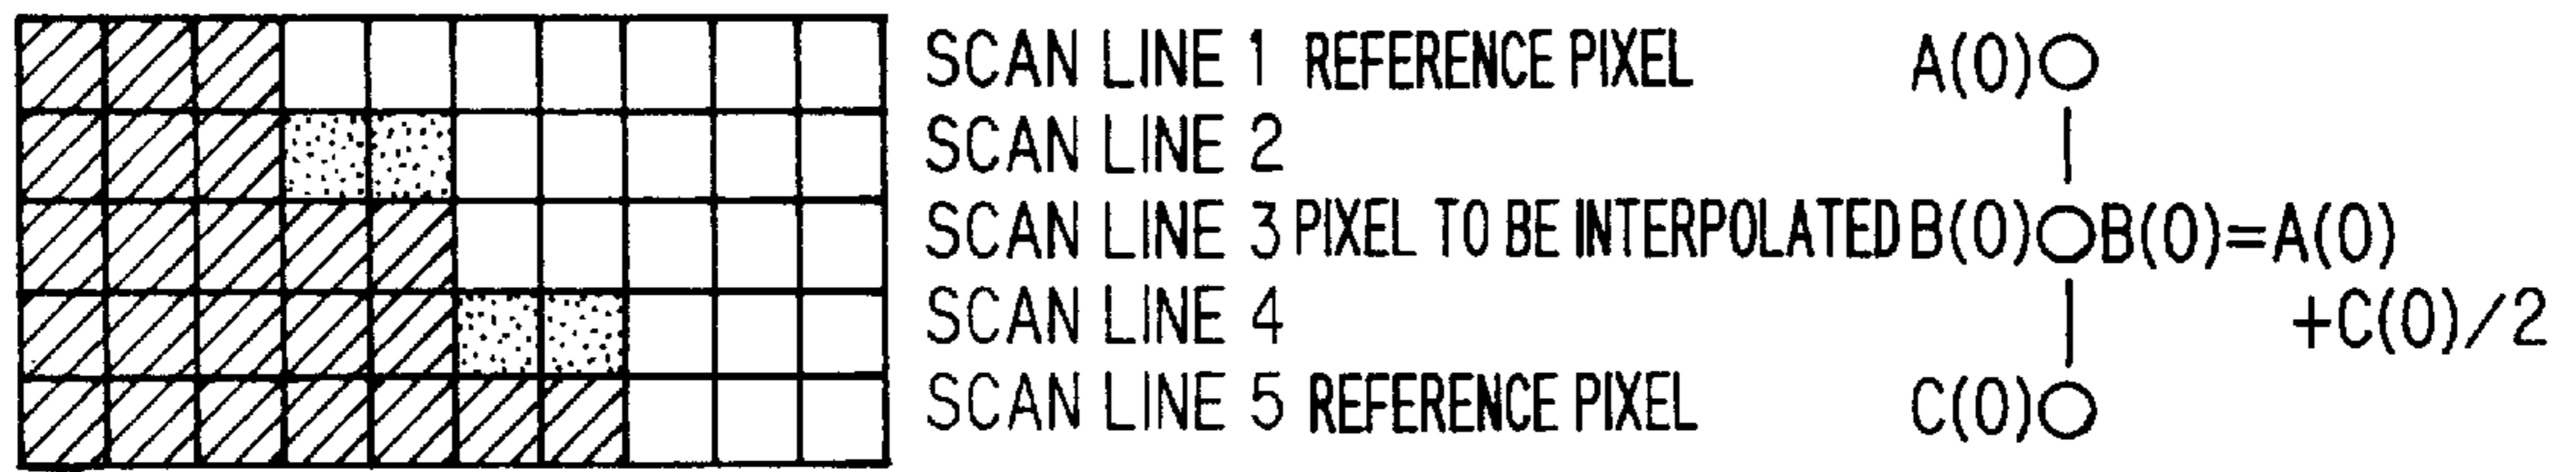 SCAN LINE 1 REFERENCE PIXEL A(0)
SCAN LINE 2
SCAN LINE 3 PIXEL TO BE INTERPOLATED B(0) B(0)=A(0)
SCAN LINE 4 +C(0)/2
SCAN LINE 5 REFERENCE PIXEL C(0)